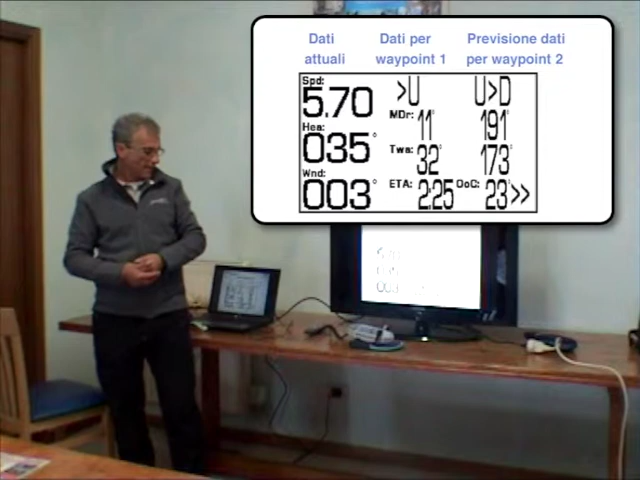 Dati attuali
Dati per waypoint 1
Previsione dati per waypoint 2
Spd: >U U>D
5.70 MDr: 11° 191°
Hea:
035° Twa: 32° 173°
Wnd:
003° ETA: 2:25 OoC: 23°>>